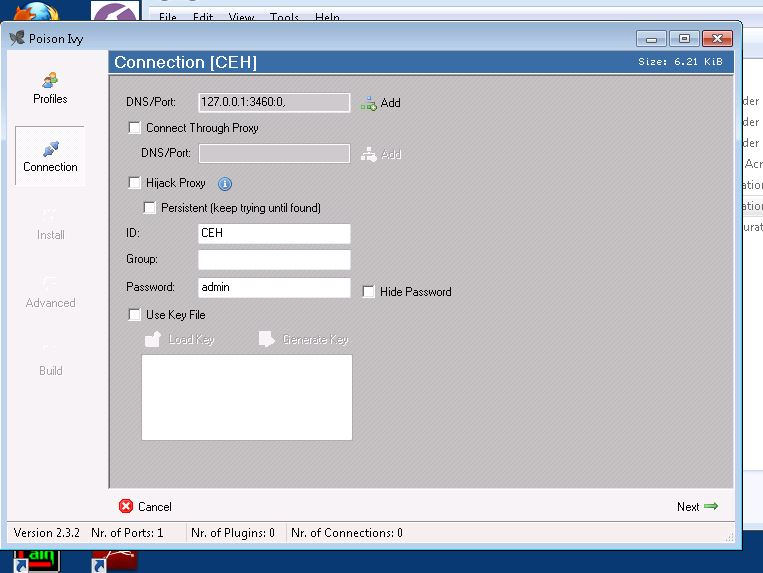 File Edit View Tools Help
Poison Ivy
Connection [CEH]
Size: 6.21 KiB
Profiles
Connection
Install
Advanced
Build
DNS/Port: 127.0.0.1:3460:0, Add
Connect Through Proxy
DNS/Port: Add
Hijack Proxy
Persistent (keep trying until found)
ID: CEH
Group:
Password: admin Hide Password
Use Key File
Load Key Generate Key
Cancel Next
Version 2.3.2 Nr. of Ports: 1 Nr. of Plugins: 0 Nr. of Connections: 0